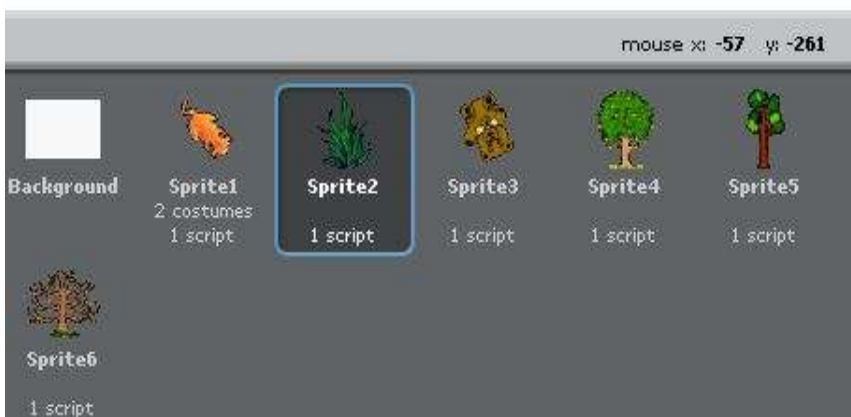 mouse x: -57 y: -261
Background Sprite1 Sprite2 Sprite3 Sprite4 Sprite5
2 costumes
1 script 1 script 1 script 1 script 1 script
Sprite6
1 script